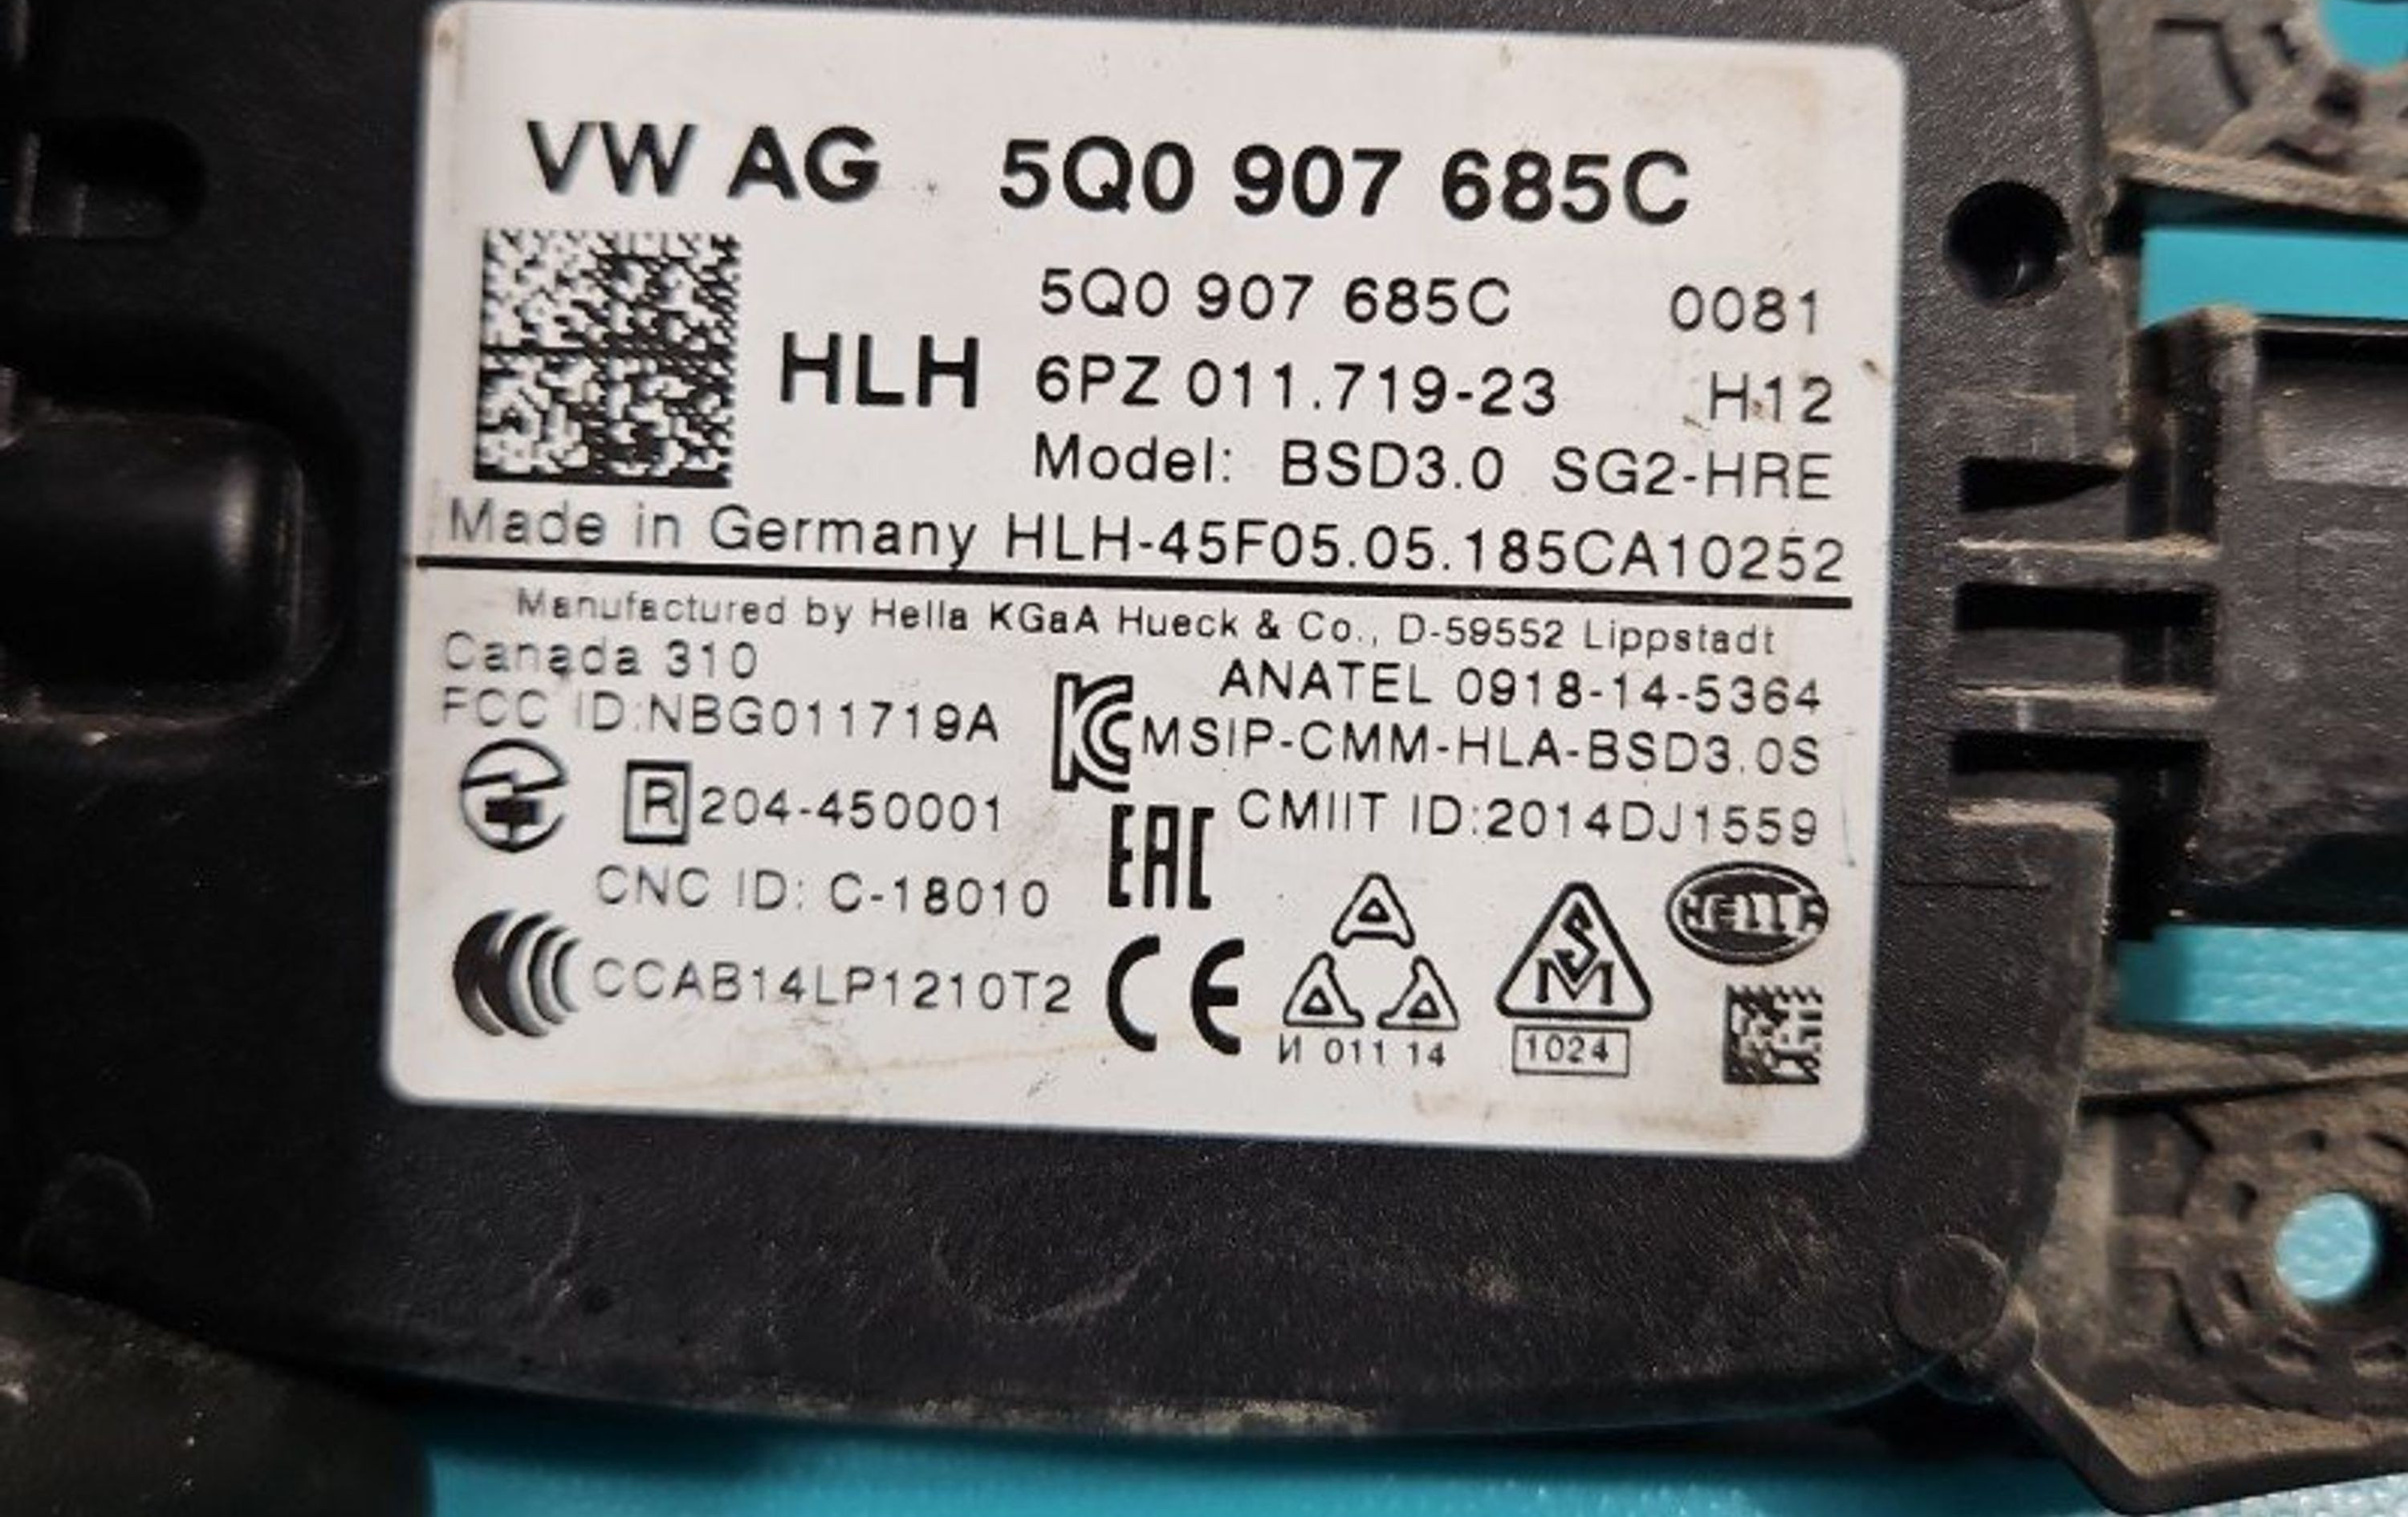 VW AG 5Q0 907 685C
5Q0 907 685C 0081
HLH 6PZ 011.719-23 H12
Model: BSD3.0 SG2-HRE
Made in Germany HLH-45F05.05.185CA10252
Manufactured by Hella KGaA Hueck & Co., D-59552 Lippstadt
Canada 310
ANATEL 0918-14-5364
FCC ID:NBG011719A
KC MSIP-CMM-HLA-BSD3.0S
R 204-450001
EAC CMIIT ID:2014DJ1559
CNC ID: C-18010
HELLA
CCAB14LP1210T2
CE
И 011 14
SM
1024